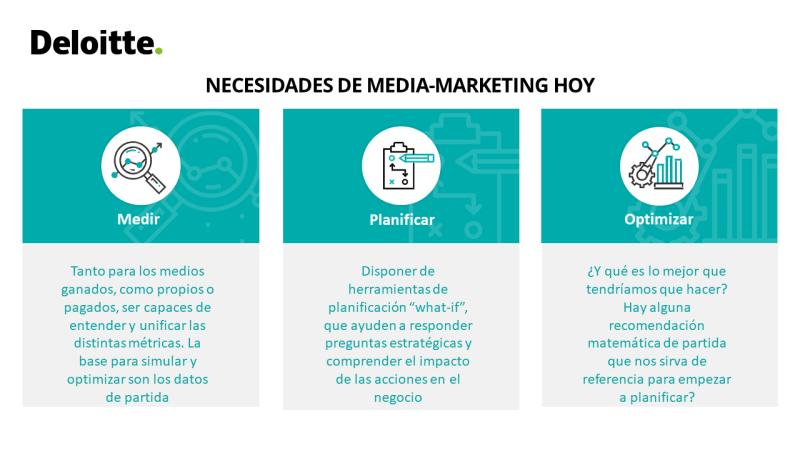 Deloitte.
NECESIDADES DE MEDIA-MARKETING HOY
Medir
Tanto para los medios
ganados, como propios o
pagados, ser capaces de
entender y unificar las
distintas métricas. La
base para simular y
optimizar son los datos
de partida
Planificar
Disponer de
herramientas de
planificación “what-if”,
que ayuden a responder
preguntas estratégicas y
comprender el impacto
de las acciones en el
negocio
Optimizar
¿Y qué es lo mejor que
tendríamos que hacer?
Hay alguna
recomendación
matemática de partida
que nos sirva de
referencia para empezar
a planificar?